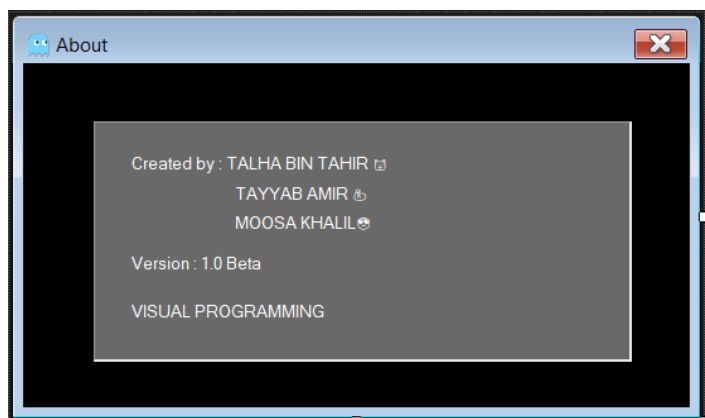 About
Created by : TALHA BIN TAHIR 😈
TAYYAB AMIR 💪
MOOSA KHALIL😎
Version : 1.0 Beta
VISUAL PROGRAMMING